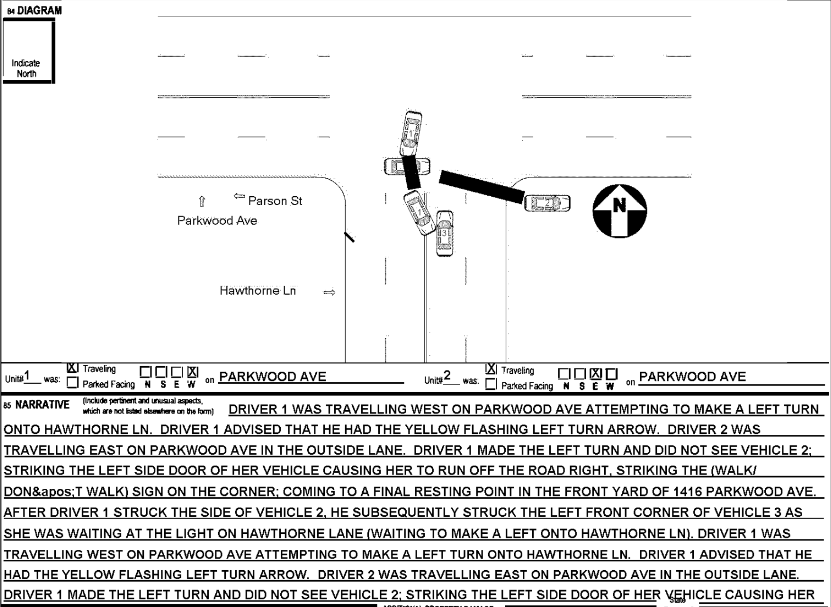 84 DIAGRAM
Indicate
North
1
2
1
3
2
N
Parson St
Parkwood Ave
Hawthorne Ln
Unit# 1 was: X Traveling Parked Facing N S E W X on PARKWOOD AVE
Unit# 2 was: X Traveling Parked Facing N S E X W on PARKWOOD AVE
85 NARRATIVE (Include pertinent and unusual aspects, which are not listed elsewhere on the form) DRIVER 1 WAS TRAVELLING WEST ON PARKWOOD AVE ATTEMPTING TO MAKE A LEFT TURN
ONTO HAWTHORNE LN. DRIVER 1 ADVISED THAT HE HAD THE YELLOW FLASHING LEFT TURN ARROW. DRIVER 2 WAS
TRAVELLING EAST ON PARKWOOD AVE IN THE OUTSIDE LANE. DRIVER 1 MADE THE LEFT TURN AND DID NOT SEE VEHICLE 2;
STRIKING THE LEFT SIDE DOOR OF HER VEHICLE CAUSING HER TO RUN OFF THE ROAD RIGHT, STRIKING THE (WALK/
DON&apos;T WALK) SIGN ON THE CORNER; COMING TO A FINAL RESTING POINT IN THE FRONT YARD OF 1416 PARKWOOD AVE.
AFTER DRIVER 1 STRUCK THE SIDE OF VEHICLE 2, HE SUBSEQUENTLY STRUCK THE LEFT FRONT CORNER OF VEHICLE 3 AS
SHE WAS WAITING AT THE LIGHT ON HAWTHORNE LANE (WAITING TO MAKE A LEFT ONTO HAWTHORNE LN). DRIVER 1 WAS
TRAVELLING WEST ON PARKWOOD AVE ATTEMPTING TO MAKE A LEFT TURN ONTO HAWTHORNE LN. DRIVER 1 ADVISED THAT HE
HAD THE YELLOW FLASHING LEFT TURN ARROW. DRIVER 2 WAS TRAVELLING EAST ON PARKWOOD AVE IN THE OUTSIDE LANE.
DRIVER 1 MADE THE LEFT TURN AND DID NOT SEE VEHICLE 2; STRIKING THE LEFT SIDE DOOR OF HER VEHICLE CAUSING HER
State